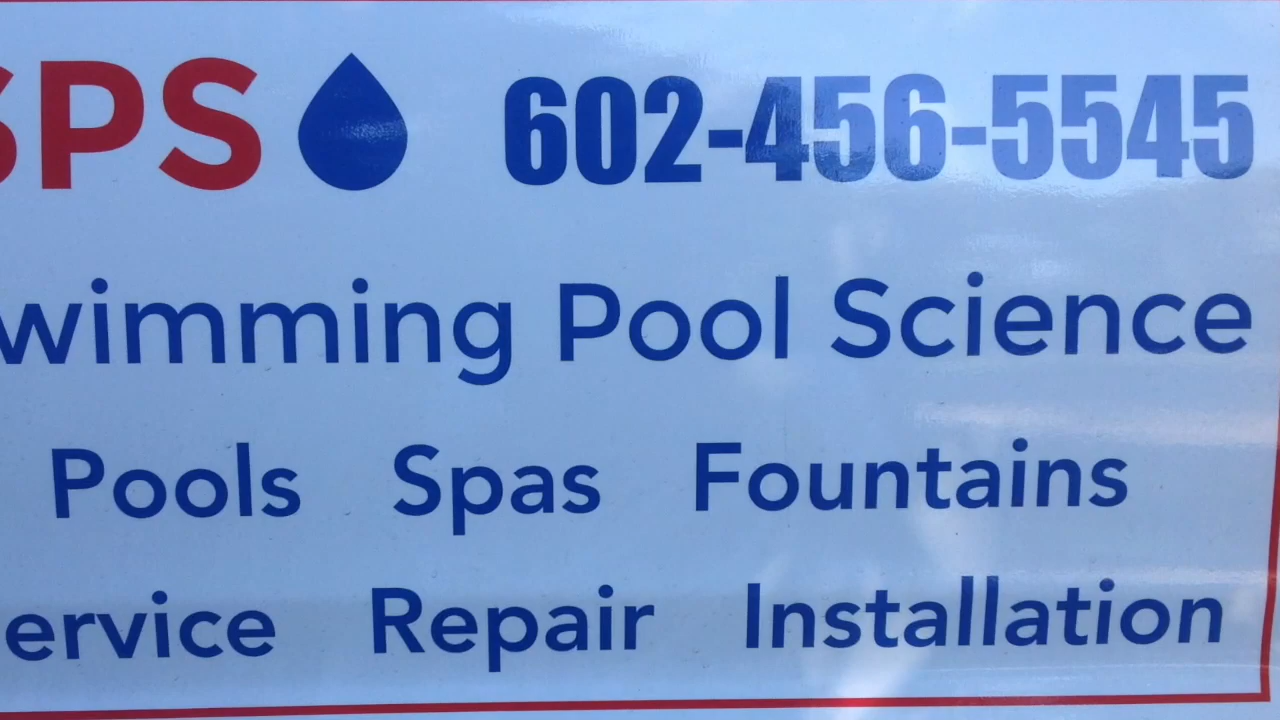 SPS 602-456-5545
wimming Pool Science
Pools Spas Fountains
ervice Repair Installation